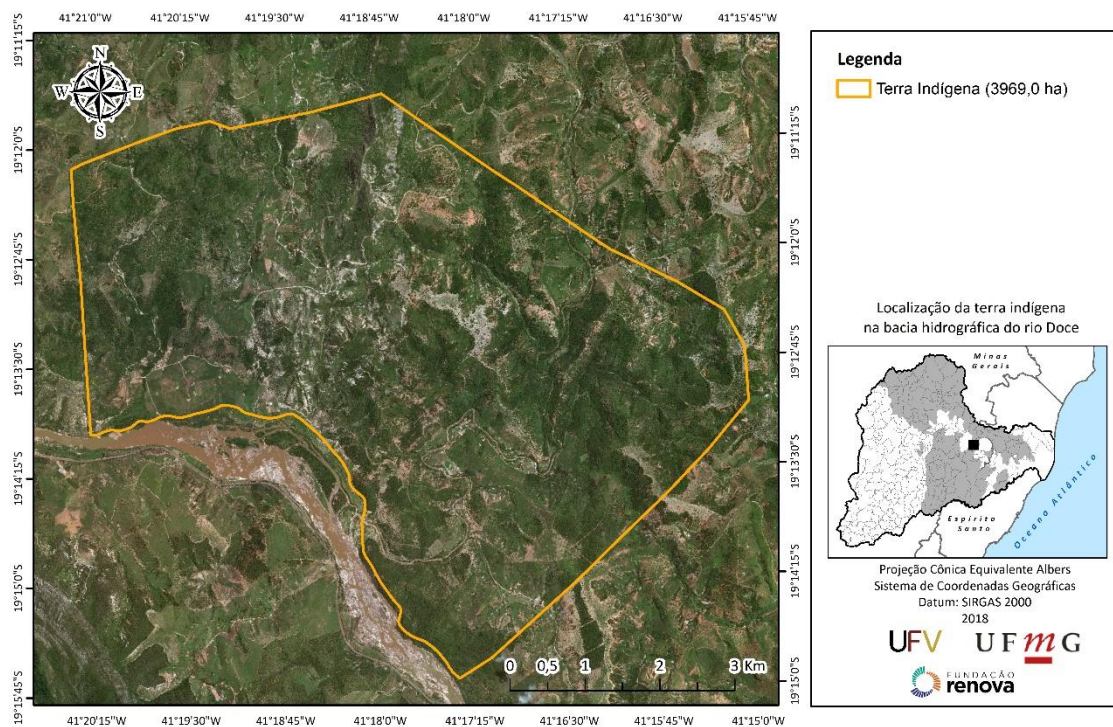 41°21'0"W 41°20'15"W 41°19'30"W 41°18'45"W 41°18'0"W 41°17'15"W 41°16'30"W 41°15'45"W
19°11'15"S
19°12'0"S
19°12'45"S
19°13'30"S
19°14'15"S
19°15'0"S
19°15'45"S
N
W E
S
0 0,5 1 2 3 Km
19°11'15"S
19°12'0"S
19°12'45"S
19°13'30"S
19°14'15"S
19°15'0"S
41°20'15"W 41°19'30"W 41°18'45"W 41°18'0"W 41°17'15"W 41°16'30"W 41°15'45"W 41°15'0"W
Legenda
Terra Indígena (3969,0 ha)
Localização da terra indígena
na bacia hidrográfica do rio Doce
Minas
Gerais
Espírito
Santo
Oceano Atlântico
Projeção Cônica Equivalente Albers
Sistema de Coordenadas Geográficas
Datum: SIRGAS 2000
2018
UFV UFmG
FUNDAÇÃO
renova